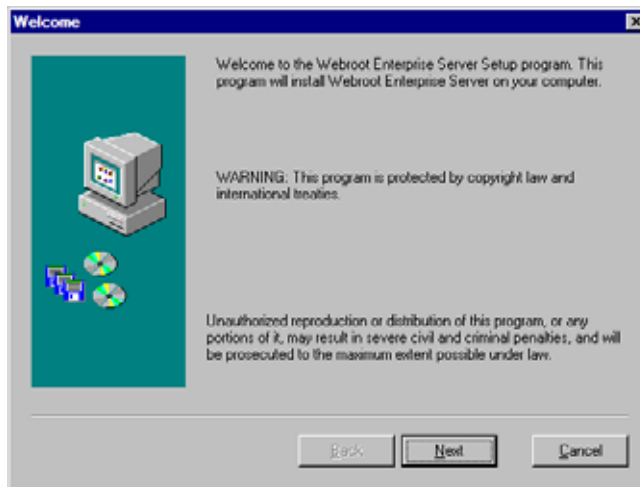 Welcome
Welcome to the Webroot Enterprise Server Setup program. This
program will install Webroot Enterprise Server on your computer.
WARNING: This program is protected by copyright law and
international treaties.
Unauthorized reproduction or distribution of this program, or any
portions of it, may result in severe civil and criminal penalties, and will
be prosecuted to the maximum extent possible under law.
Back Next Cancel